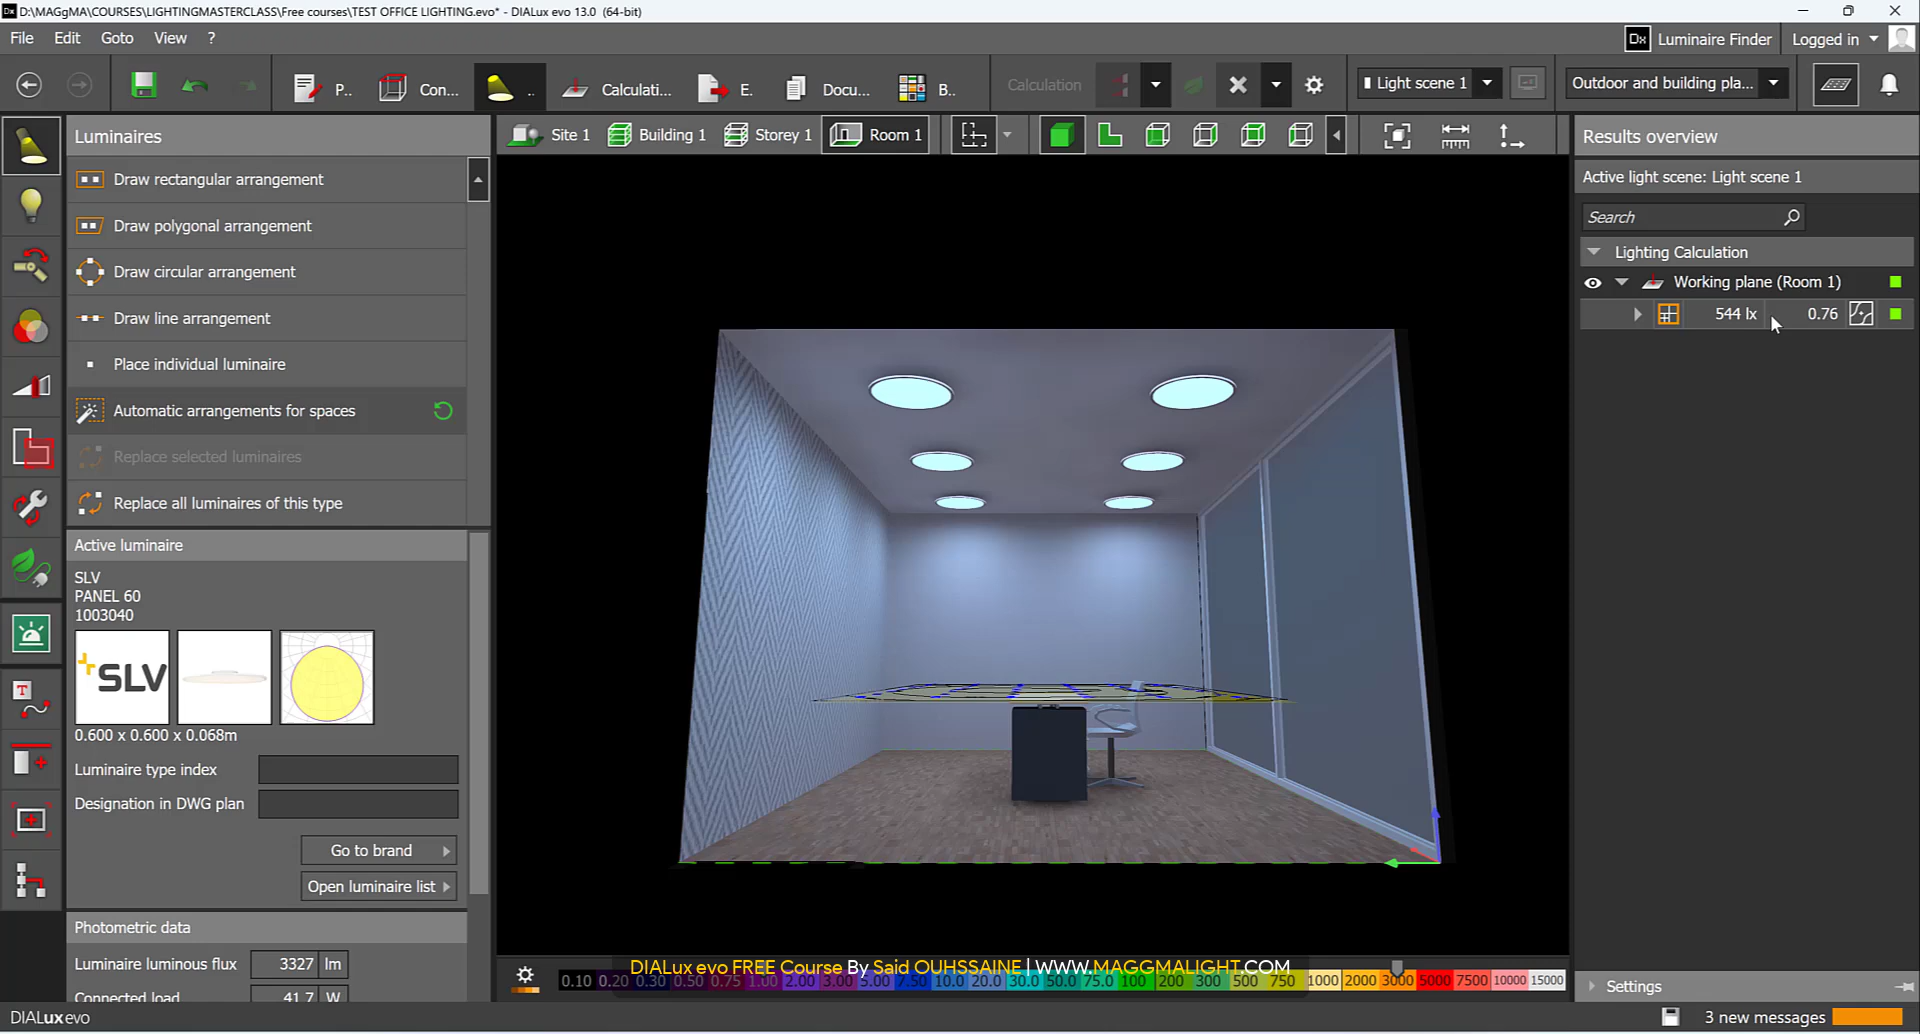 D:\MAGgMA\COURSES\LIGHTINGMASTERCLASS\Free courses\TEST OFFICE LIGHTING.evo* - DIALux evo 13.0  (64-bit)
File Edit Goto View ?
Dx Luminaire Finder Logged in
P.. Con... .. Calculati... E. Docu... B.. Calculation Light scene 1 Outdoor and building pla...
Luminaires
Site 1 Building 1 Storey 1 Room 1
Results overview
Draw rectangular arrangement
Draw polygonal arrangement
Draw circular arrangement
Draw line arrangement
Place individual luminaire
Automatic arrangements for spaces
Replace selected luminaires
Replace all luminaires of this type
Active luminaire
SLV
PANEL 60
1003040
SLV
0.600 x 0.600 x 0.068m
Luminaire type index
Designation in DWG plan
Go to brand
Open luminaire list
Photometric data
Luminaire luminous flux 3327 lm
Connected load 41.7 W
Active light scene: Light scene 1
Search
Lighting Calculation
Working plane (Room 1)
544 lx 0.76
DIALux evo FREE Course By Said OUHSSAINE | WWW.MAGGMALIGHT.COM
0.10 0.20 0.30 0.50 0.75 1.00 2.00 3.00 5.00 7.50 10.0 20.0 30.0 50.0 75.0 100 200 300 500 750 1000 2000 3000 5000 7500 10000 15000
Settings
DIALux evo
3 new messages